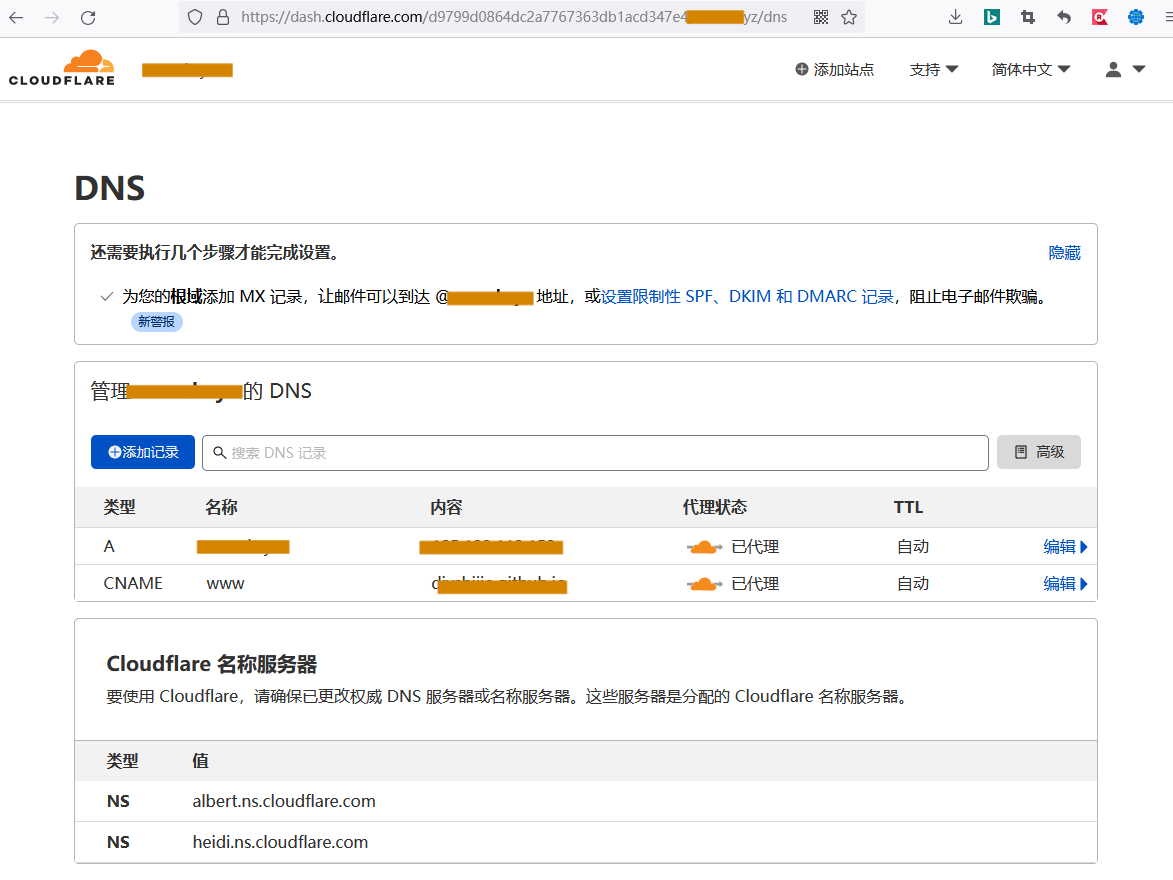 https://dash.cloudflare.com/d9799d0864dc2a7767363db1acd347e4 yz/dns
CLOUDFLARE
添加站点 支持 简体中文
DNS
还需要执行几个步骤才能完成设置。 隐藏
为您的根域添加 MX 记录，让邮件可以到达 @ 地址，或设置限制性 SPF、DKIM 和 DMARC 记录，阻止电子邮件欺骗。
新警报
管理 的 DNS
添加记录 搜索 DNS 记录 高级
类型 名称 内容 代理状态 TTL
A 已代理 自动 编辑
CNAME www 已代理 自动 编辑
Cloudflare 名称服务器
要使用 Cloudflare，请确保已更改权威 DNS 服务器或名称服务器。这些服务器是分配的 Cloudflare 名称服务器。
类型 值
NS albert.ns.cloudflare.com
NS heidi.ns.cloudflare.com